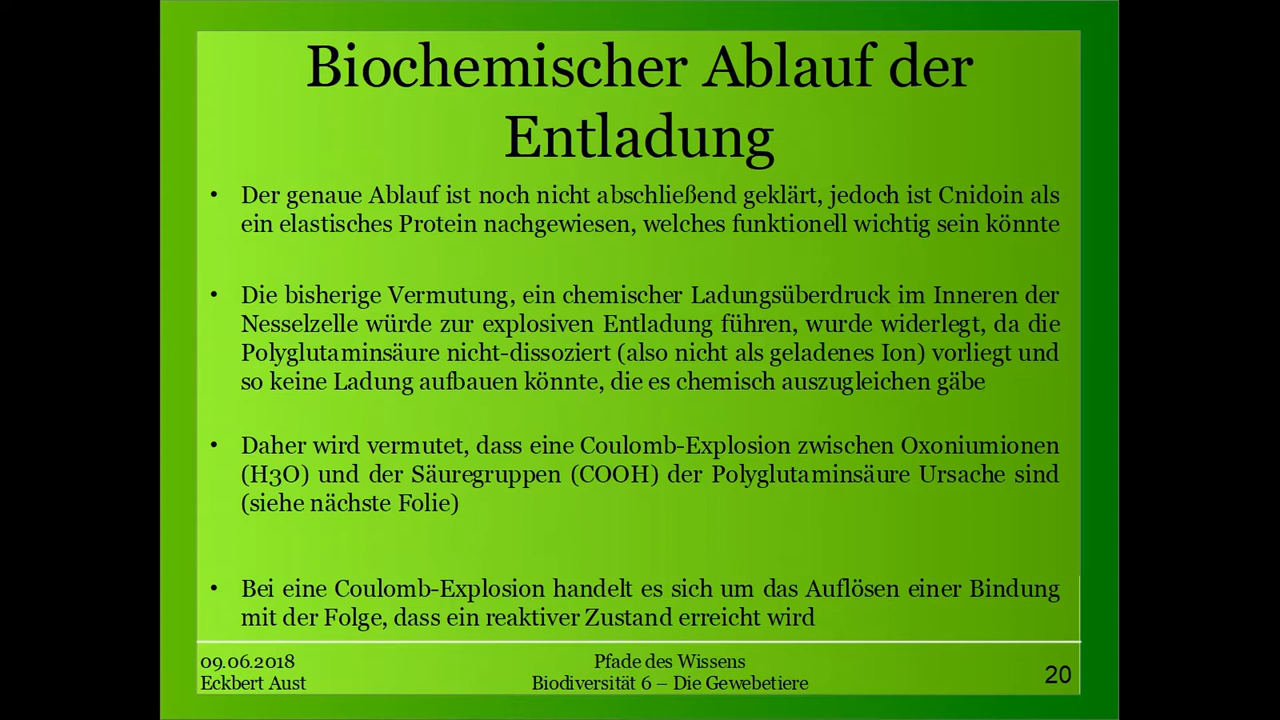 Biochemischer Ablauf der
Entladung
• Der genaue Ablauf ist noch nicht abschließend geklärt, jedoch ist Cnidoin als
ein elastisches Protein nachgewiesen, welches funktionell wichtig sein könnte
• Die bisherige Vermutung, ein chemischer Ladungsüberdruck im Inneren der
Nesselzelle würde zur explosiven Entladung führen, wurde widerlegt, da die
Polyglutaminsäure nicht-dissoziert (also nicht als geladenes Ion) vorliegt und
so keine Ladung aufbauen könnte, die es chemisch auszugleichen gäbe
• Daher wird vermutet, dass eine Coulomb-Explosion zwischen Oxoniumionen
(H3O) und der Säuregruppen (COOH) der Polyglutaminsäure Ursache sind
(siehe nächste Folie)
• Bei eine Coulomb-Explosion handelt es sich um das Auflösen einer Bindung
mit der Folge, dass ein reaktiver Zustand erreicht wird
09.06.2018
Eckbert Aust
Pfade des Wissens
Biodiversität 6 – Die Gewebetiere
20